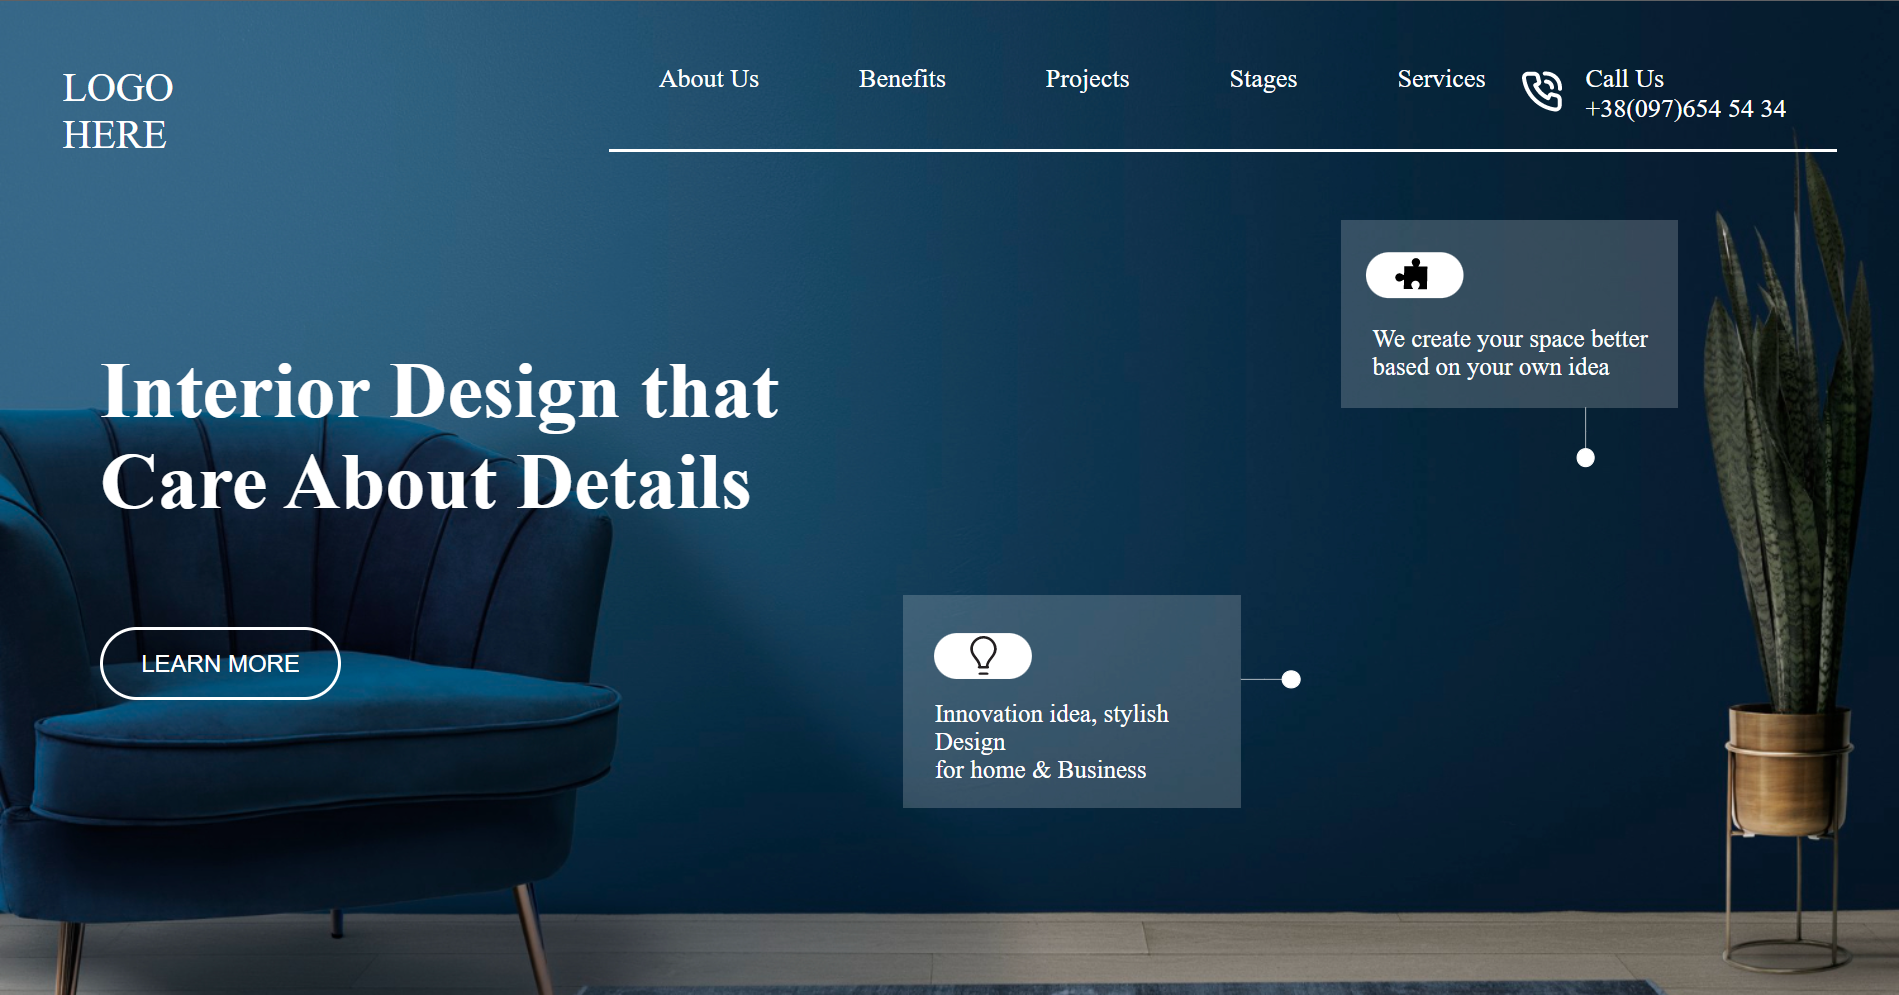 LOGO
HERE
About Us
Benefits
Projects
Stages
Services
Call Us
+38(097)654 54 34
We create your space better
based on your own idea
Interior Design that
Care About Details
LEARN MORE
Innovation idea, stylish
Design
for home & Business